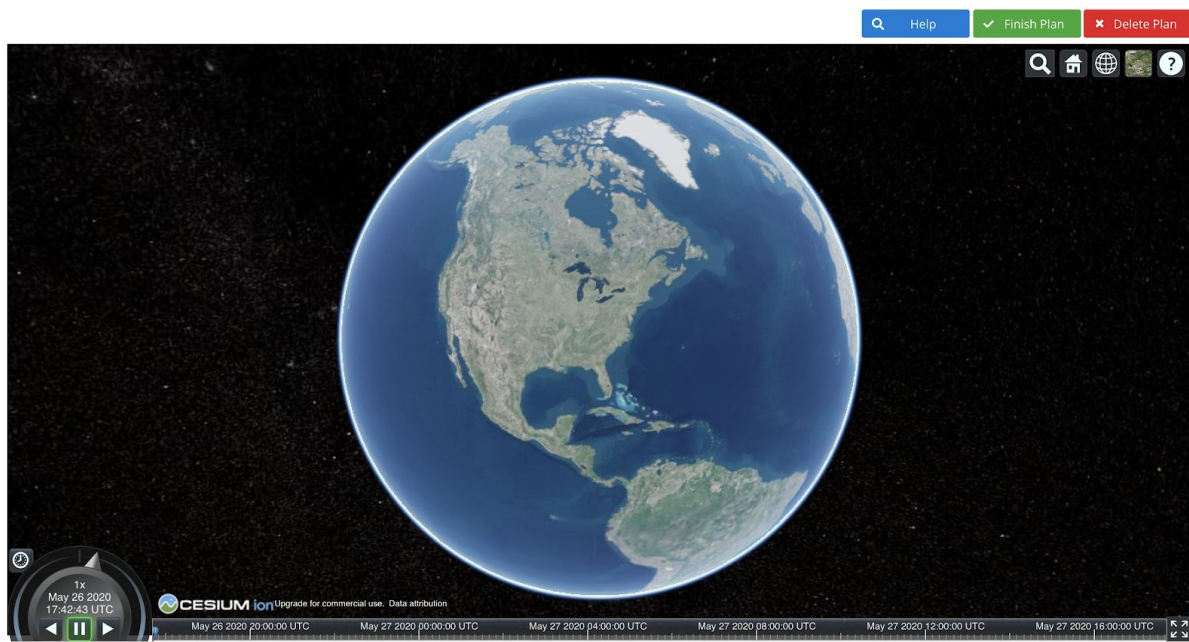 Help
Finish Plan
Delete Plan
?
1x
May 26 2020
17:42:43 UTC
CESIUM ion Upgrade for commercial use. Data attribution
May 26 2020 20:00:00 UTC
May 27 2020 00:00:00 UTC
May 27 2020 04:00:00 UTC
May 27 2020 08:00:00 UTC
May 27 2020 12:00:00 UTC
May 27 2020 16:00:00 UTC